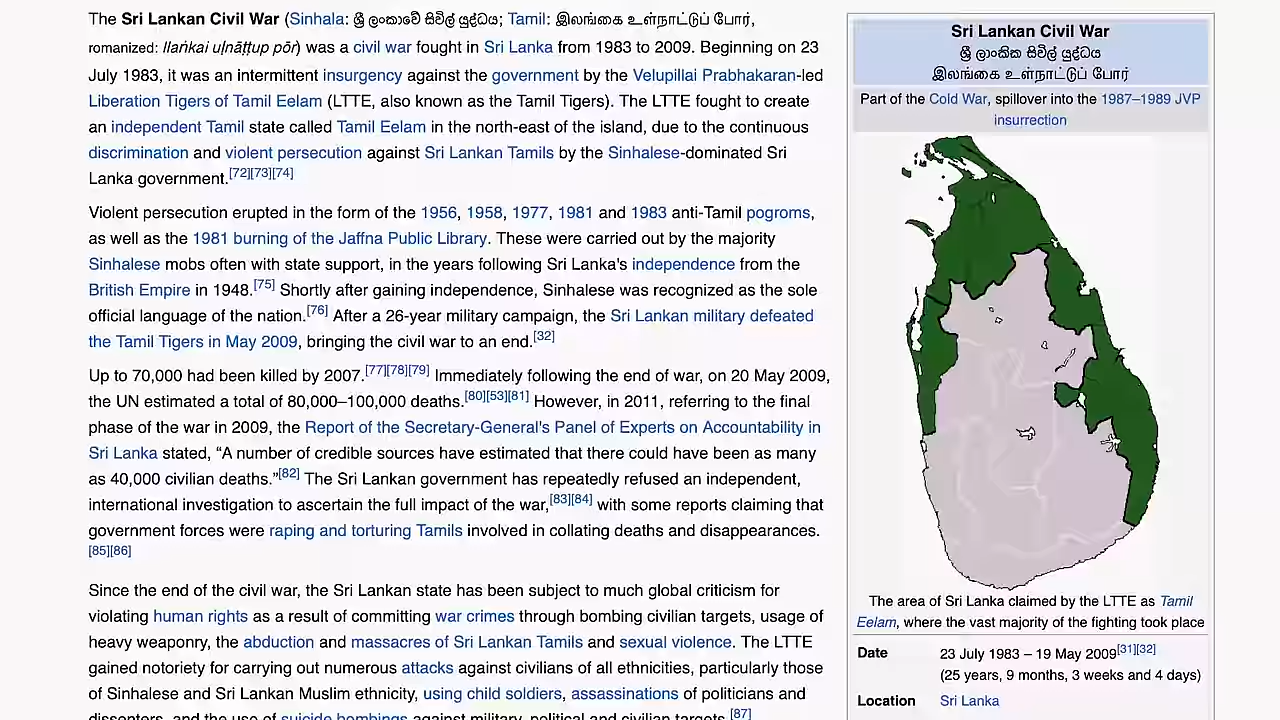 The Sri Lankan Civil War (Sinhala: ශ්‍රී ලංකාවේ සිවිල් යුද්ධය; Tamil: இலங்கை உள்நாட்டுப் போர்,
romanized: Ilaṅkai uḷnāṭṭup pōr) was a civil war fought in Sri Lanka from 1983 to 2009. Beginning on 23
July 1983, it was an intermittent insurgency against the government by the Velupillai Prabhakaran-led
Liberation Tigers of Tamil Eelam (LTTE, also known as the Tamil Tigers). The LTTE fought to create
an independent Tamil state called Tamil Eelam in the north-east of the island, due to the continuous
discrimination and violent persecution against Sri Lankan Tamils by the Sinhalese-dominated Sri
Lanka government.[72][73][74]
Violent persecution erupted in the form of the 1956, 1958, 1977, 1981 and 1983 anti-Tamil pogroms,
as well as the 1981 burning of the Jaffna Public Library. These were carried out by the majority
Sinhalese mobs often with state support, in the years following Sri Lanka's independence from the
British Empire in 1948.[75] Shortly after gaining independence, Sinhalese was recognized as the sole
official language of the nation.[76] After a 26-year military campaign, the Sri Lankan military defeated
the Tamil Tigers in May 2009, bringing the civil war to an end.[32]
Up to 70,000 had been killed by 2007.[77][78][79] Immediately following the end of war, on 20 May 2009,
the UN estimated a total of 80,000–100,000 deaths.[80][53][81] However, in 2011, referring to the final
phase of the war in 2009, the Report of the Secretary-General's Panel of Experts on Accountability in
Sri Lanka stated, “A number of credible sources have estimated that there could have been as many
as 40,000 civilian deaths.”[82] The Sri Lankan government has repeatedly refused an independent,
international investigation to ascertain the full impact of the war,[83][84] with some reports claiming that
government forces were raping and torturing Tamils involved in collating deaths and disappearances.
[85][86]
Since the end of the civil war, the Sri Lankan state has been subject to much global criticism for
violating human rights as a result of committing war crimes through bombing civilian targets, usage of
heavy weaponry, the abduction and massacres of Sri Lankan Tamils and sexual violence. The LTTE
gained notoriety for carrying out numerous attacks against civilians of all ethnicities, particularly those
of Sinhalese and Sri Lankan Muslim ethnicity, using child soldiers, assassinations of politicians and
dissenters, and the use of suicide bombings against military, political and civilian targets.[87]
Sri Lankan Civil War
ශ්‍රී ලාංකික සිවිල් යුද්ධය
இலங்கை உள்நாட்டுப் போர்
Part of the Cold War, spillover into the 1987–1989 JVP
insurrection
The area of Sri Lanka claimed by the LTTE as Tamil
Eelam, where the vast majority of the fighting took place
Date 23 July 1983 – 19 May 2009[31][32]
(25 years, 9 months, 3 weeks and 4 days)
Location Sri Lanka